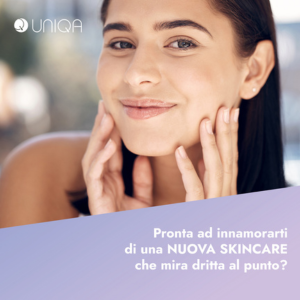 UNIQA
Pronta ad innamorarti
di una NUOVA SKINCARE
che mira dritta al punto?